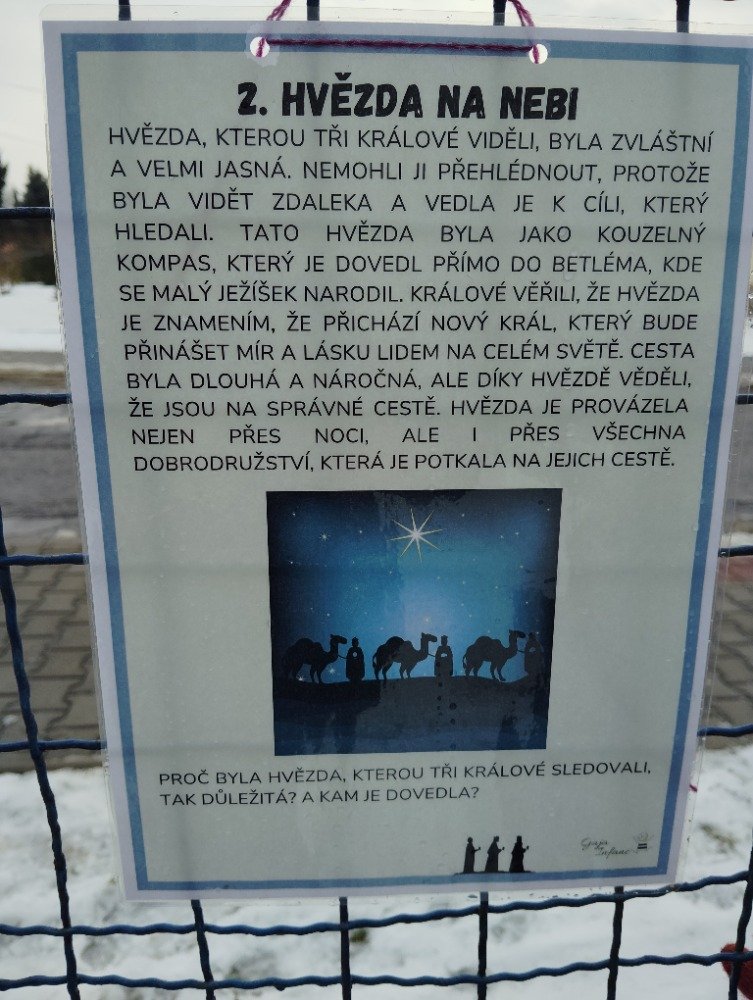 2. HVĚZDA NA NEBI
HVĚZDA, KTEROU TŘI KRÁLOVÉ VIDĚLI, BYLA ZVLÁŠTNÍ
A VELMI JASNÁ. NEMOHLI JI PŘEHLÉDNOUT, PROTOŽE
BYLA VIDĚT ZDALEKA A VEDLA JE K CÍLI, KTERÝ
HLEDALI. TATO HVĚZDA BYLA JAKO KOUZELNÝ
KOMPAS, KTERÝ JE DOVEDL PŘÍMO DO BETLÉMA, KDE
SE MALÝ JEŽÍŠEK NARODIL. KRÁLOVÉ VĚŘILI, ŽE HVĚZDA
JE ZNAMENÍM, ŽE PŘICHÁZÍ NOVÝ KRÁL, KTERÝ BUDE
PŘINÁŠET MÍR A LÁSKU LIDEM NA CELÉM SVĚTĚ. CESTA
BYLA DLOUHÁ A NÁROČNÁ, ALE DÍKY HVĚZDĚ VĚDĚLI,
ŽE JSOU NA SPRÁVNÉ CESTĚ. HVĚZDA JE PROVÁZELA
NEJEN PŘES NOCI, ALE I PŘES VŠECHNA
DOBRODRUŽSTVÍ, KTERÁ JE POTKALA NA JEJICH CESTĚ.
PROČ BYLA HVĚZDA, KTEROU TŘI KRÁLOVÉ SLEDOVALI,
TAK DŮLEŽITÁ? A KAM JE DOVEDLA?